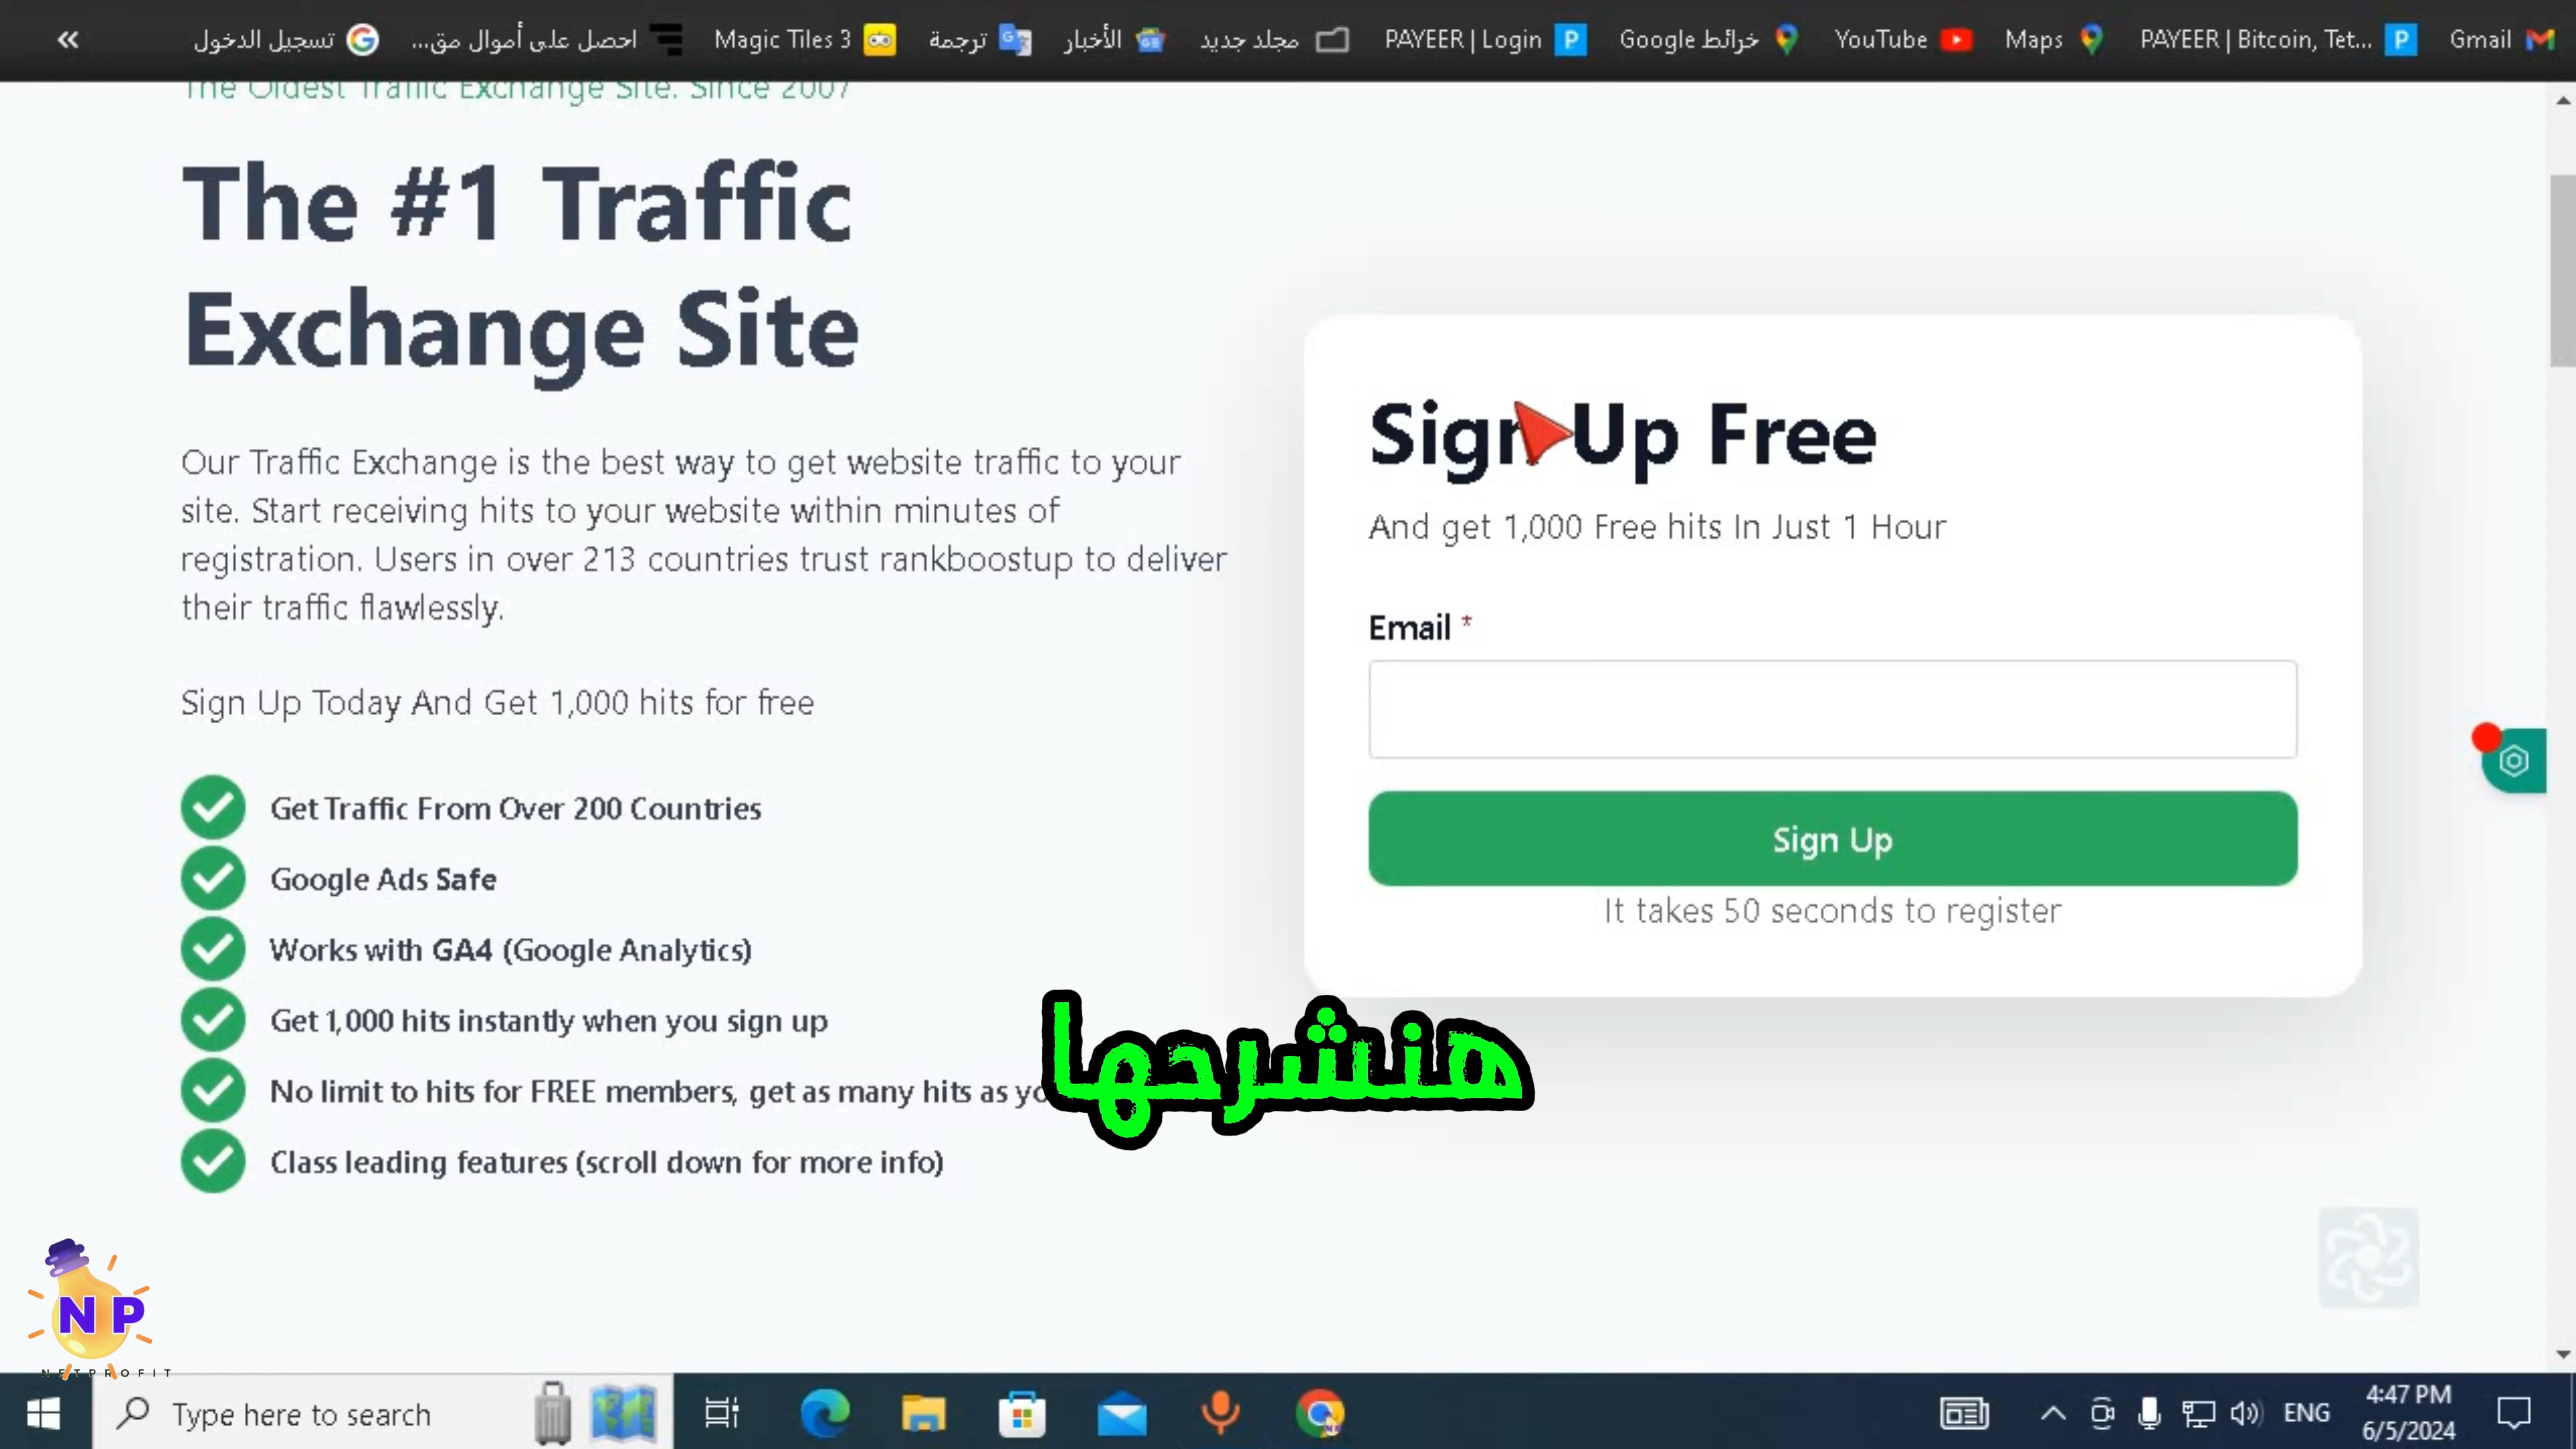 « تسجيل الدخول احصل على أموال مق... Magic Tiles 3 ترجمة الأخبار مجلد جديد PAYEER | Login خرائط Google YouTube Maps PAYEER | Bitcoin, Tet... Gmail
The Oldest Traffic Exchange Site. Since 2007
The #1 Traffic
Exchange Site
Our Traffic Exchange is the best way to get website traffic to your
site. Start receiving hits to your website within minutes of
registration. Users in over 213 countries trust rankboostup to deliver
their traffic flawlessly.
Sign Up Today And Get 1,000 hits for free
Get Traffic From Over 200 Countries
Google Ads Safe
Works with GA4 (Google Analytics)
Get 1,000 hits instantly when you sign up
No limit to hits for FREE members, get as many hits as yo
Class leading features (scroll down for more info)
Sign Up Free
And get 1,000 Free hits In Just 1 Hour
Email *
Sign Up
It takes 50 seconds to register
هنشرحها
NP
NETPROFIT
Type here to search
ENG
4:47 PM
6/5/2024